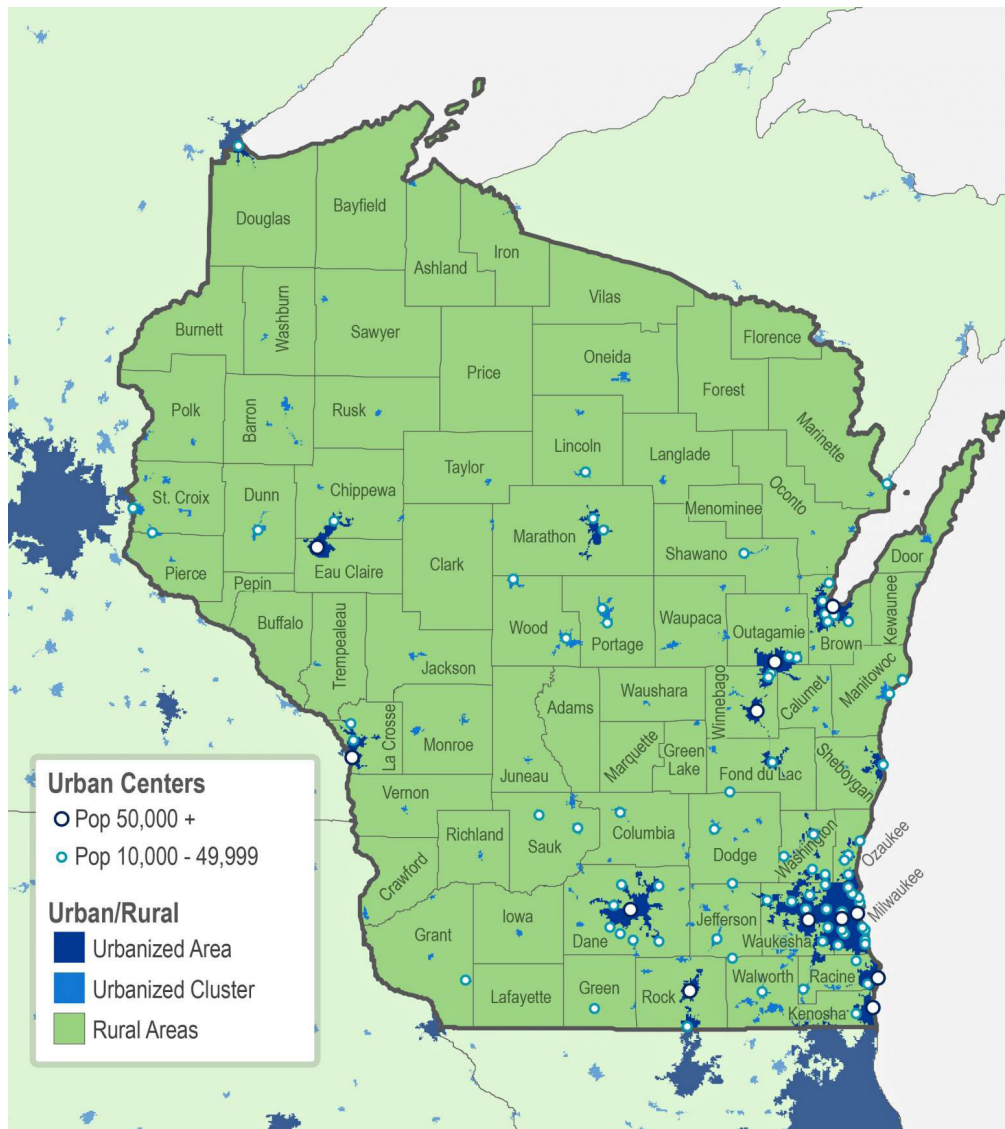 Douglas
Bayfield
Ashland
Iron
Vilas
Burnett
Washburn
Sawyer
Price
Oneida
Florence
Forest
Marinette
Polk
Barron
Rusk
Lincoln
Langlade
Taylor
Oconto
St. Croix
Dunn
Chippewa
Menominee
Marathon
Shawano
Pierce
Pepin
Eau Claire
Clark
Door
Buffalo
Trempealeau
Jackson
Wood
Portage
Waupaca
Outagamie
Brown
Kewaunee
Adams
Waushara
Winnebago
Calumet
Manitowoc
La Crosse
Monroe
Juneau
Marquette
Green
Lake
Fond du Lac
Sheboygan
Vernon
Richland
Sauk
Columbia
Dodge
Washington
Ozaukee
Crawford
Milwaukee
Grant
Iowa
Dane
Jefferson
Waukesha
Lafayette
Green
Rock
Walworth
Racine
Kenosha
Urban Centers
Pop 50,000 +
Pop 10,000 - 49,999
Urban/Rural
Urbanized Area
Urbanized Cluster
Rural Areas